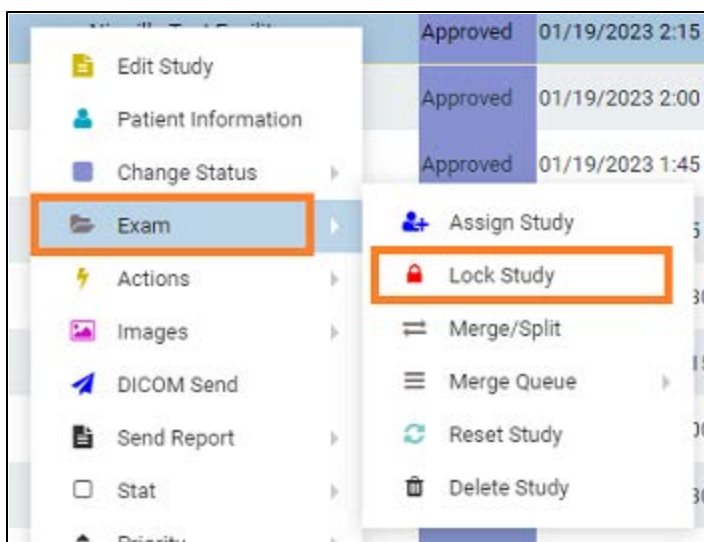 Approved 01/19/2023 2:15
Edit Study
Approved 01/19/2023 2:00
Patient Information
Change Status
Approved 01/19/2023 1:45
Exam
Assign Study
Actions
Lock Study
Images
Merge/Split
DICOM Send
Merge Queue
Send Report
Reset Study
Stat
Delete Study